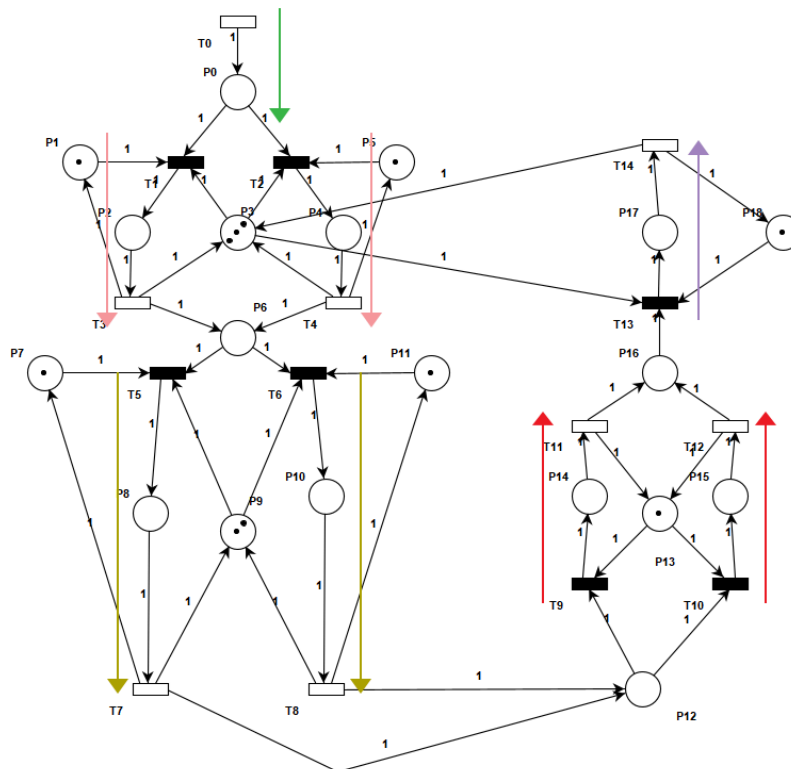 1
T0
P0
1 1
P1 1 1 P5
T1 T2 T14
1 1 1 1 1 1
P2 P3 P4 P17 P18
1 1 1
1 1 1 1 1 1
1 P6 1 1
T3 T4 T13
P7 1 1 1 P11 1 P16
T5 T6
1 1 1 1 T11 T12
1 1 1 1
P8 P10 P9 P14 P15
1 1 1 1 P13 1
1 1 1 1 T9 T10
1 1
1
T7 T8 P12
1